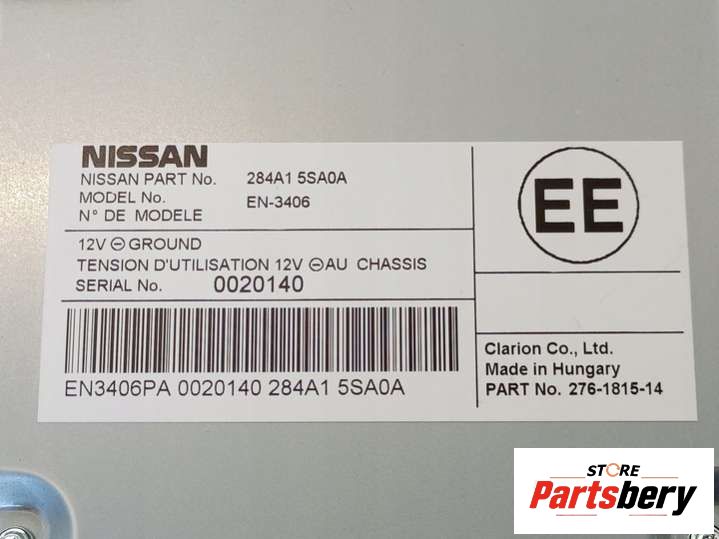 NISSAN
NISSAN PART No. 284A1 5SA0A
MODEL No. EN-3406
N° DE MODELE
12V ⊖ GROUND
TENSION D'UTILISATION 12V ⊖ AU CHASSIS
SERIAL No. 0020140
EN3406PA 0020140 284A1 5SA0A
EE
Clarion Co., Ltd.
Made in Hungary
PART No. 276-1815-14
STORE
Partsbery